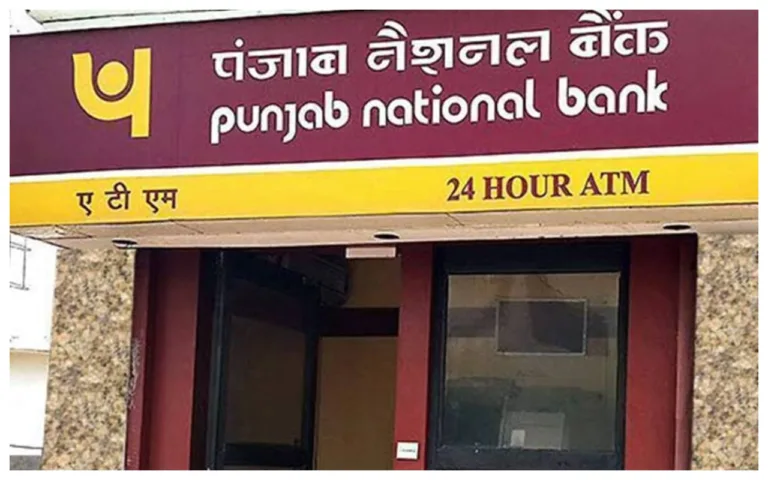 पंजाब नैशनल बैंक
punjab national bank
ए टी एम 24 HOUR ATM